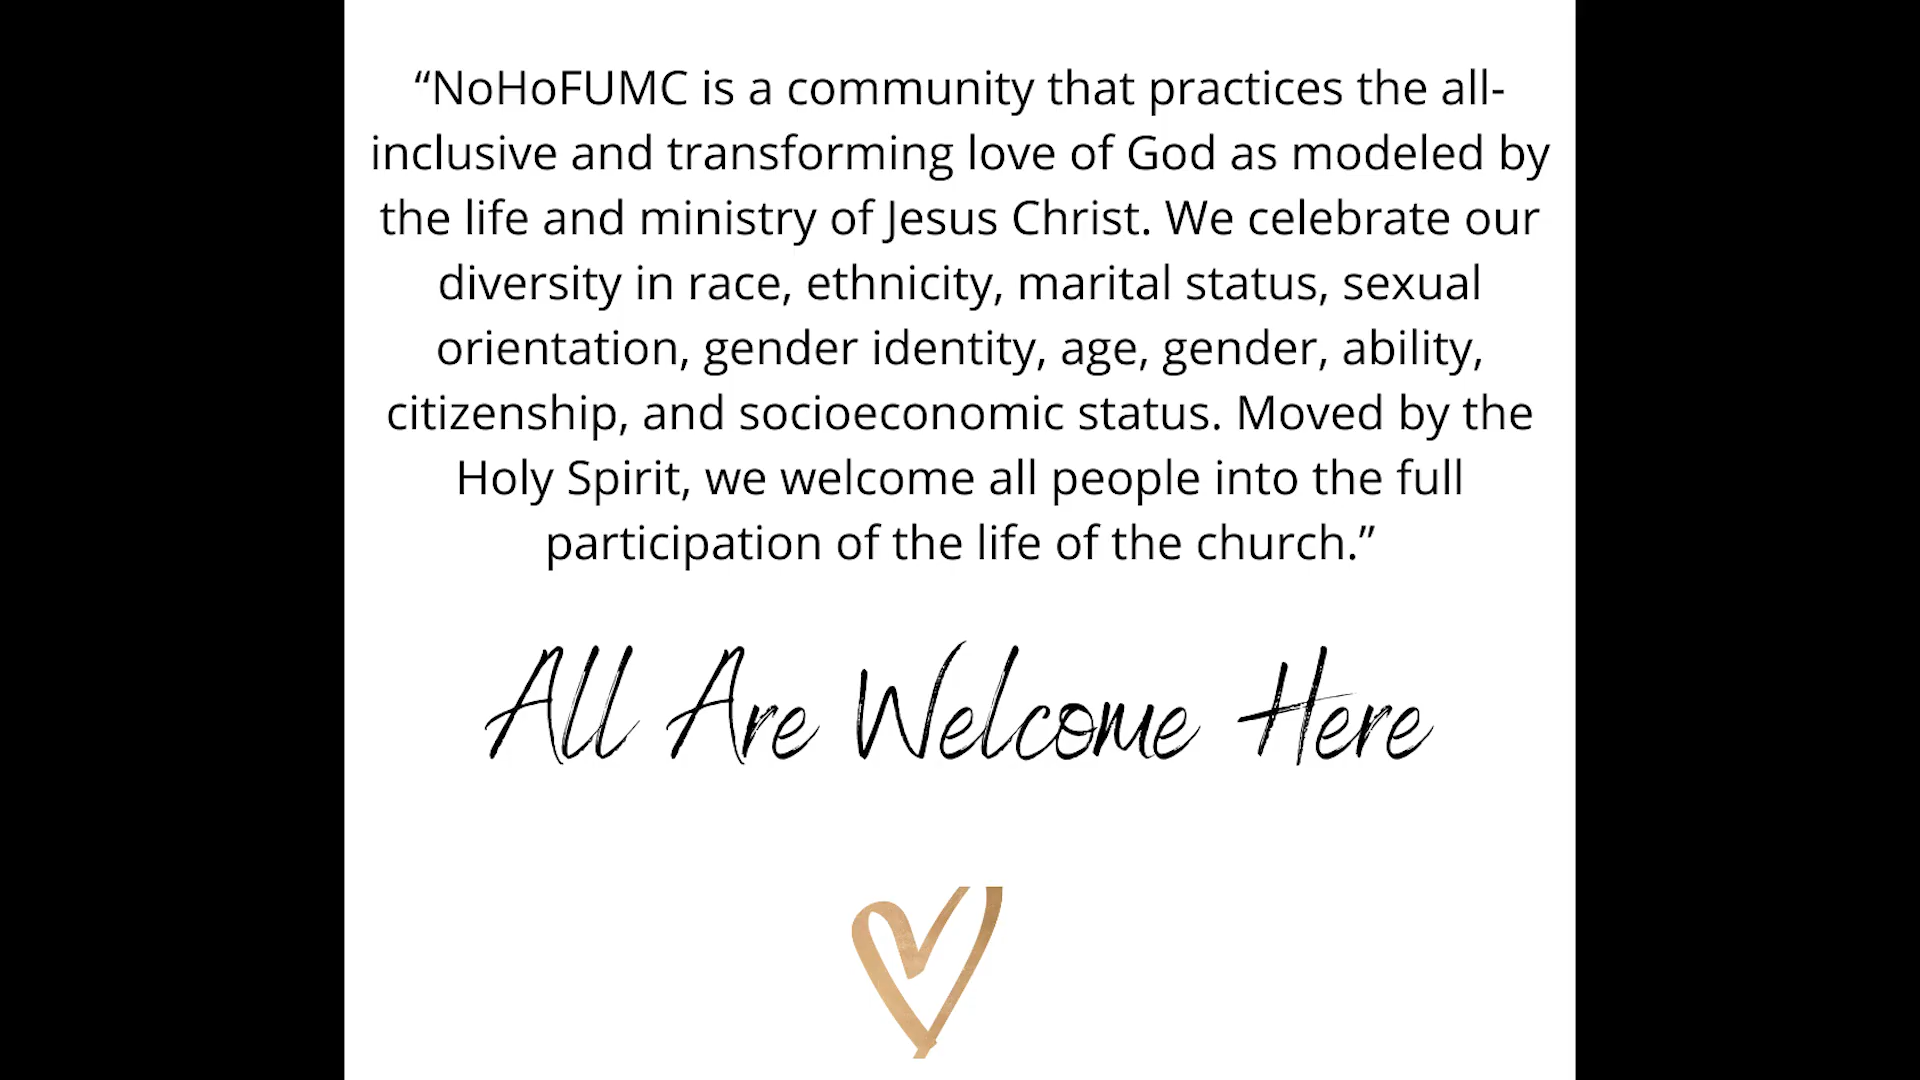 “NoHoFUMC is a community that practices the all-
inclusive and transforming love of God as modeled by
the life and ministry of Jesus Christ. We celebrate our
diversity in race, ethnicity, marital status, sexual
orientation, gender identity, age, gender, ability,
citizenship, and socioeconomic status. Moved by the
Holy Spirit, we welcome all people into the full
participation of the life of the church.”
All Are Welcome Here